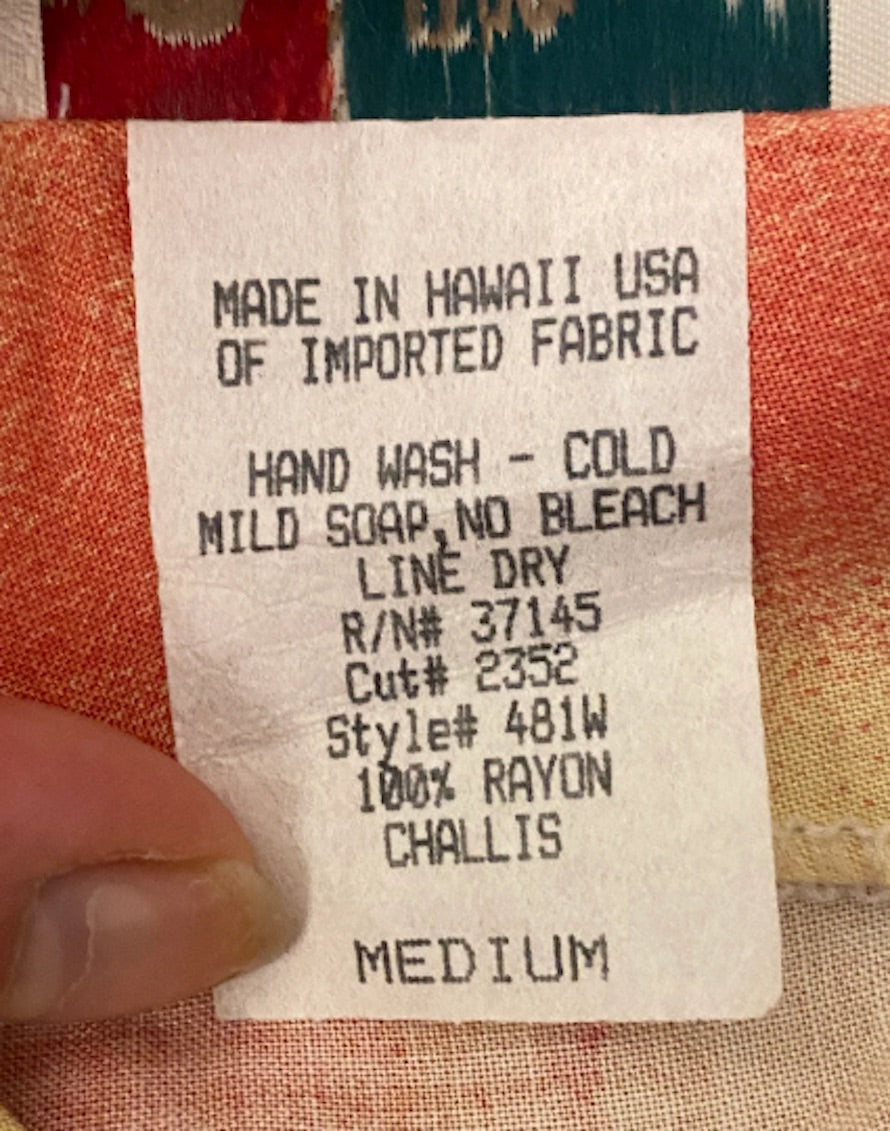 MADE IN HAWAII USA
OF IMPORTED FABRIC
HAND WASH - COLD
MILD SOAP,NO BLEACH
LINE DRY
R/N# 37145
Cut# 2352
Style# 481W
100% RAYON
CHALLIS
MEDIUM